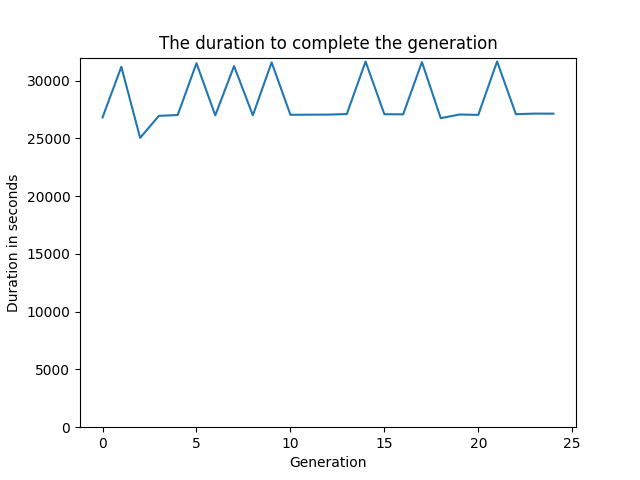 The duration to complete the generation
30000
25000
20000
15000
10000
5000
0
Duration in seconds
0 5 10 15 20 25
Generation